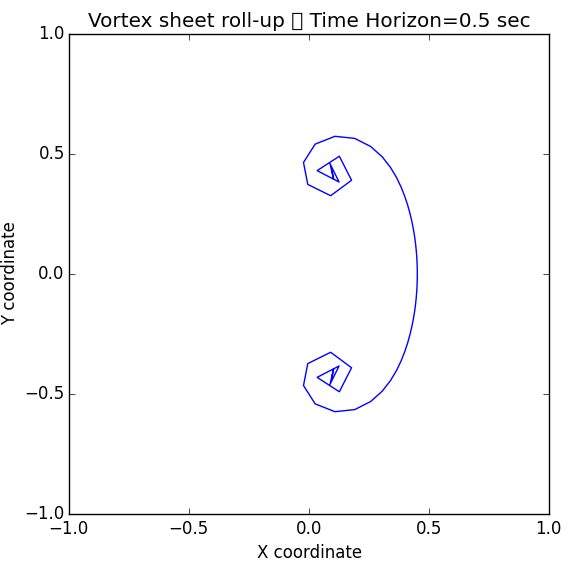 Vortex sheet roll-up ▯ Time Horizon=0.5 sec
1.0
0.5
0.0
−0.5
−1.0
Y coordinate
−1.0 −0.5 0.0 0.5 1.0
X coordinate